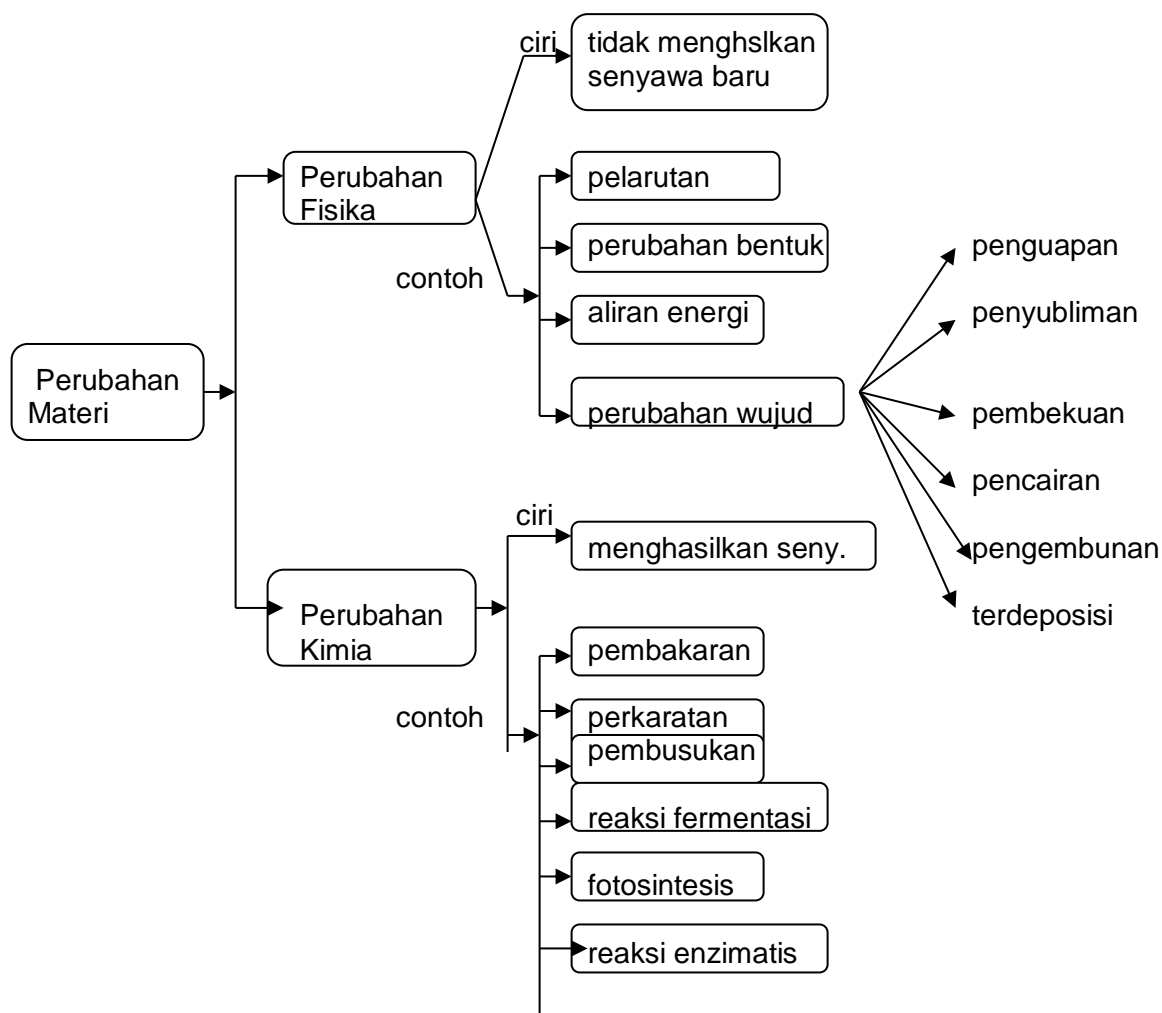 ciri
tidak menghslkan
senyawa baru
Perubahan
Fisika
contoh
pelarutan
perubahan bentuk
aliran energi
perubahan wujud
penguapan
penyubliman
pembekuan
pencairan
pengembunan
terdeposisi
Perubahan
Materi
ciri
menghasilkan seny.
Perubahan
Kimia
contoh
pembakaran
perkaratan
pembusukan
reaksi fermentasi
fotosintesis
reaksi enzimatis